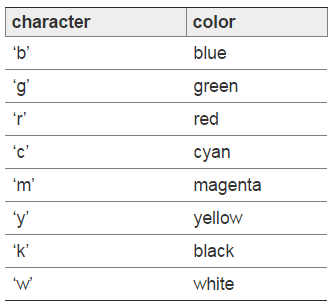 character color
‘b’ blue
‘g’ green
‘r’ red
‘c’ cyan
‘m’ magenta
‘y’ yellow
‘k’ black
‘w’ white